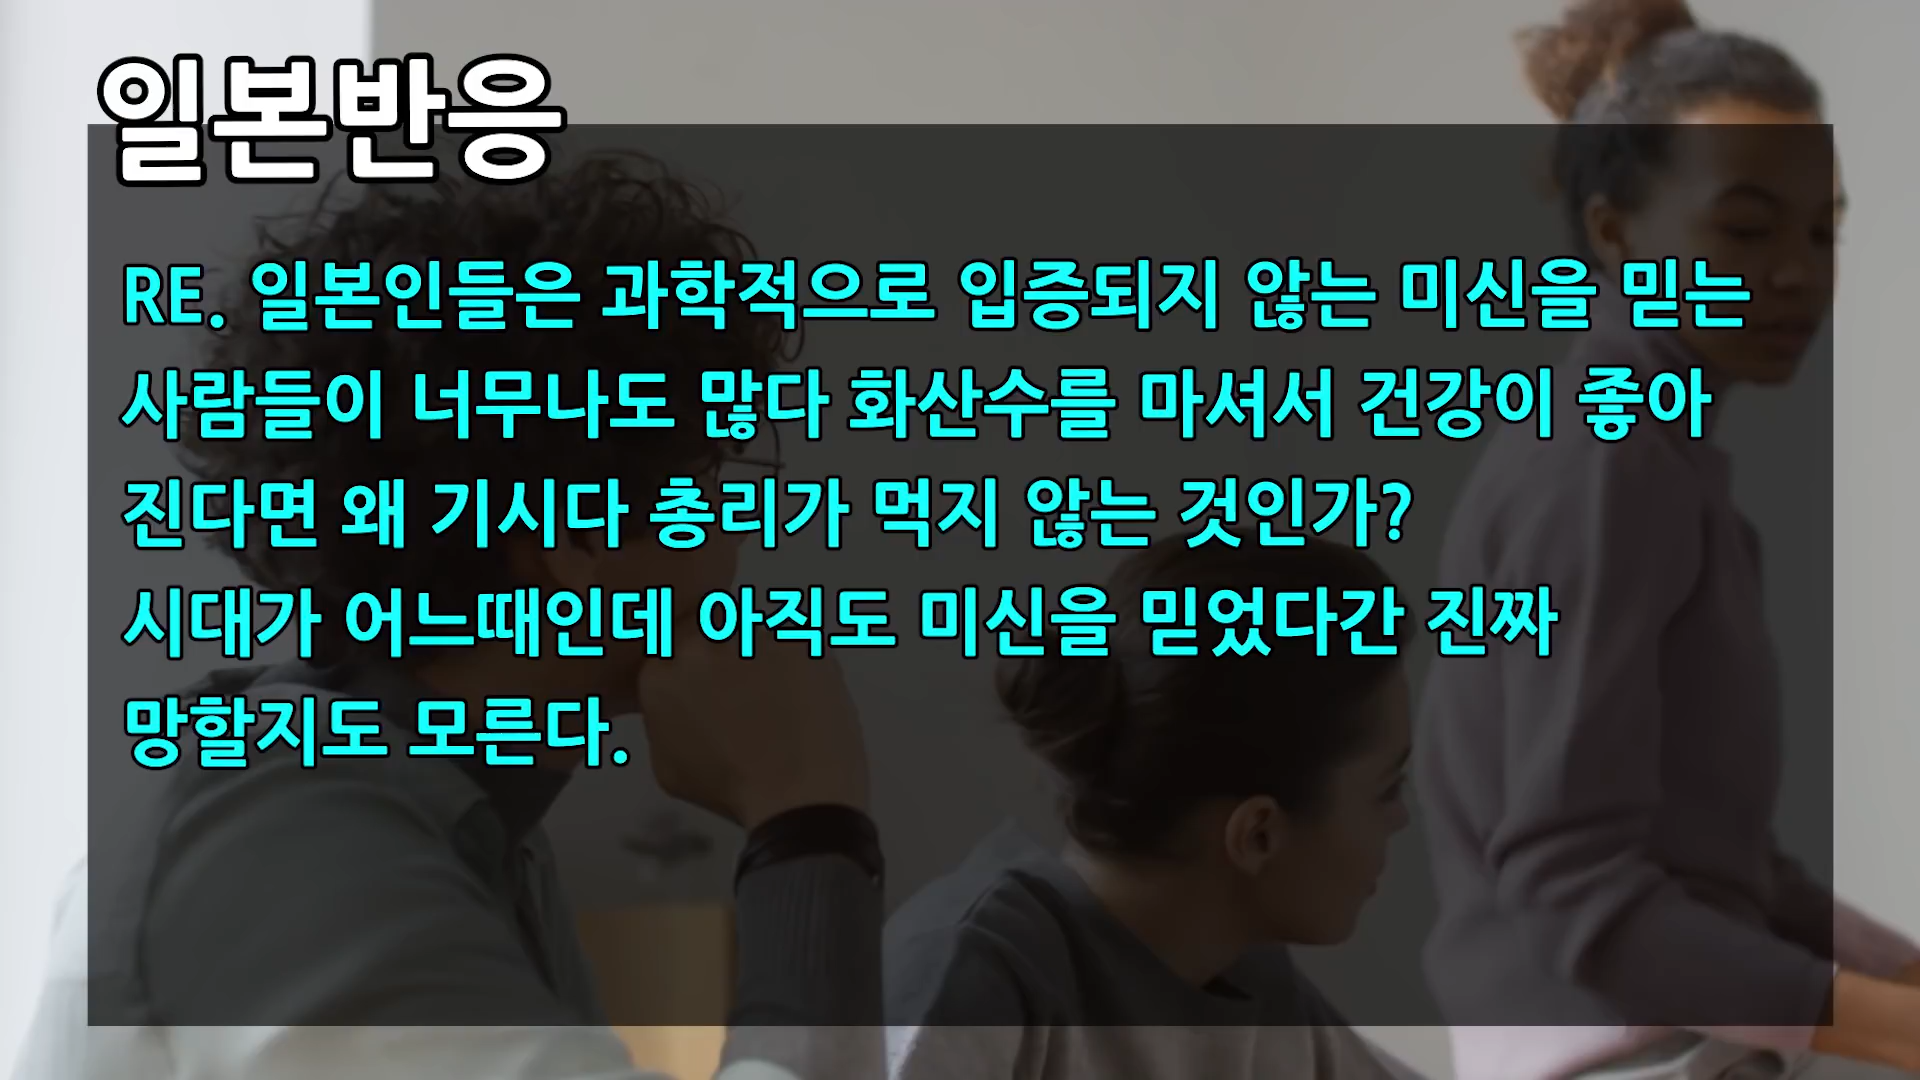 일본반응
RE. 일본인들은 과학적으로 입증되지 않는 미신을 믿는
사람들이 너무나도 많다 화산수를 마셔서 건강이 좋아
진다면 왜 기시다 총리가 먹지 않는 것인가?
시대가 어느때인데 아직도 미신을 믿었다간 진짜
망할지도 모른다.